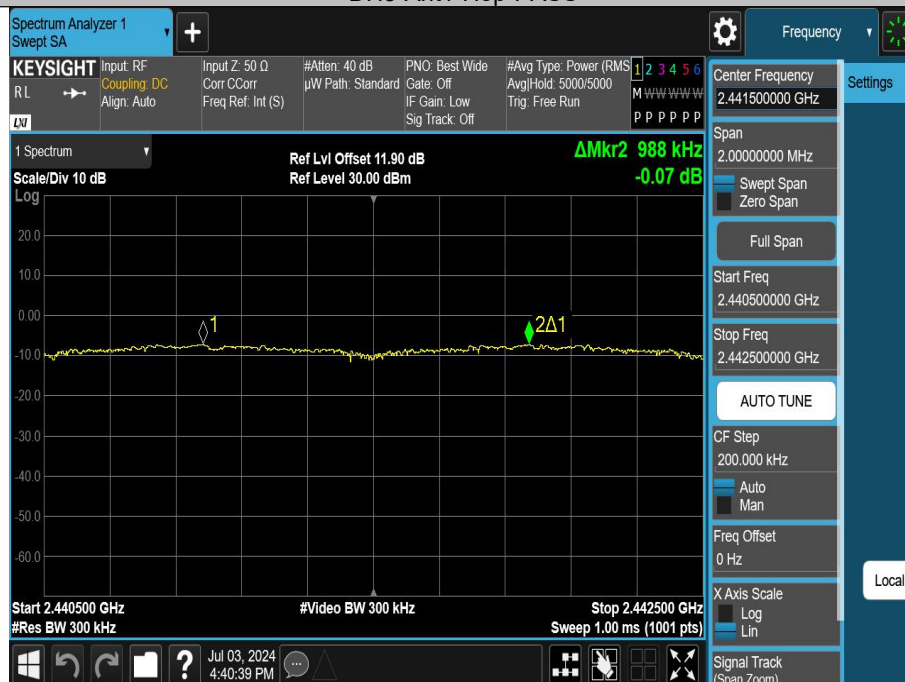 Spectrum Analyzer 1
Swept SA
+
Frequency
KEYSIGHT
RL
LXI
Input: RF
Coupling: DC
Align: Auto
Input Z: 50 Ω
Corr CCorr
Freq Ref: Int (S)
#Atten: 40 dB
µW Path: Standard
PNO: Best Wide
Gate: Off
IF Gain: Low
Sig Track: Off
#Avg Type: Power (RMS
Avg|Hold: 5000/5000
Trig: Free Run
1 2 3 4 5 6
M W W W W W
P P P P P P
1 Spectrum
Scale/Div 10 dB
Log
Ref Lvl Offset 11.90 dB
Ref Level 30.00 dBm
ΔMkr2 988 kHz
-0.07 dB
20.0
10.0
0.00
-10.0
-20.0
-30.0
-40.0
-50.0
-60.0
1
2Δ1
Start 2.440500 GHz
#Res BW 300 kHz
#Video BW 300 kHz
Stop 2.442500 GHz
Sweep 1.00 ms (1001 pts)
Center Frequency
2.441500000 GHz
Settings
Span
2.00000000 MHz
Swept Span
Zero Span
Full Span
Start Freq
2.440500000 GHz
Stop Freq
2.442500000 GHz
AUTO TUNE
CF Step
200.000 kHz
Auto
Man
Freq Offset
0 Hz
Local
X Axis Scale
Log
Lin
Signal Track
(Span Zoom)
?
Jul 03, 2024
4:40:39 PM